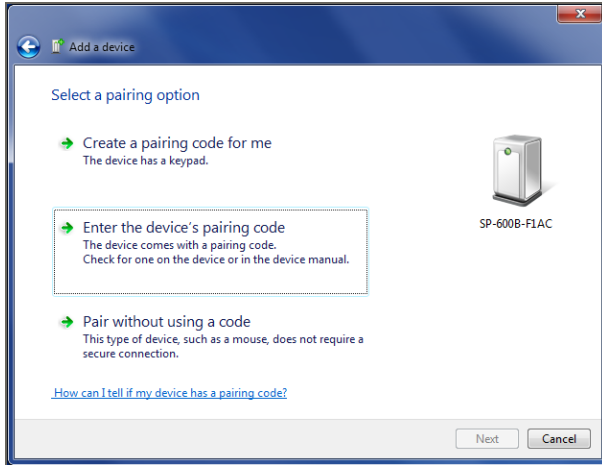 Add a device
Select a pairing option
Create a pairing code for me
The device has a keypad.
Enter the device's pairing code
The device comes with a pairing code.
Check for one on the device or in the device manual.
SP-600B-F1AC
Pair without using a code
This type of device, such as a mouse, does not require a
secure connection.
How can I tell if my device has a pairing code?
Next
Cancel